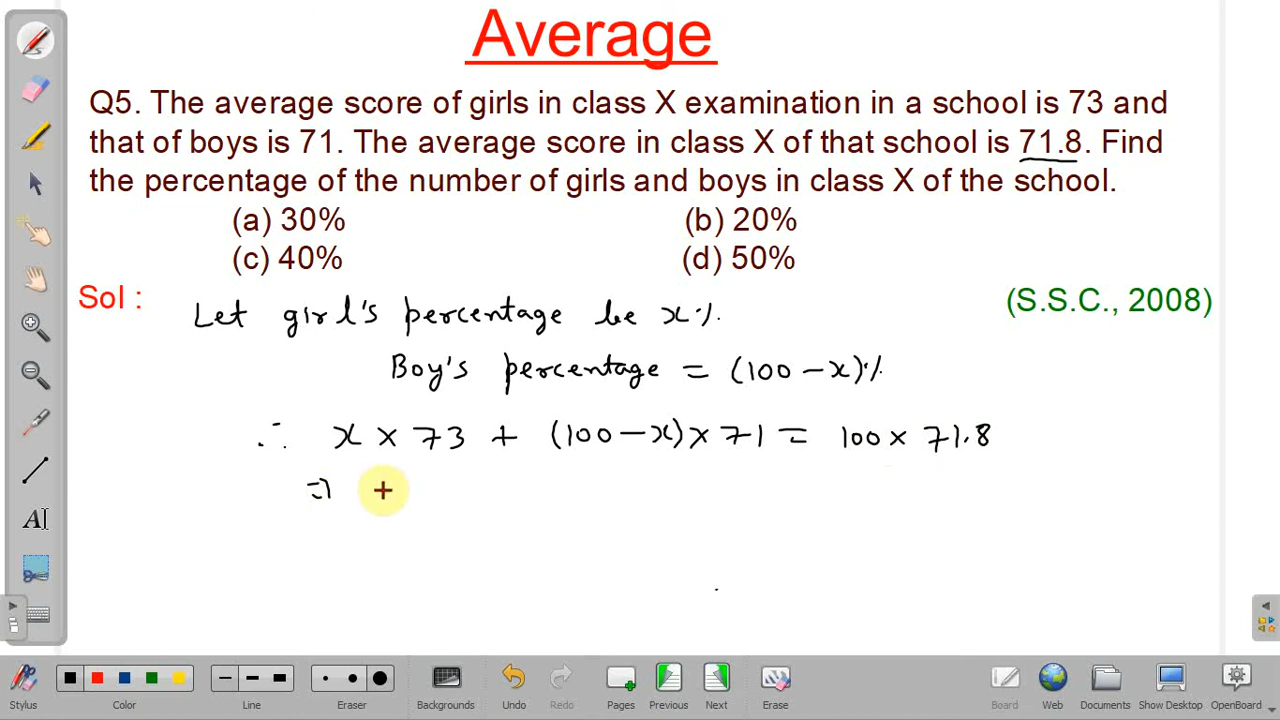 Average
Q5. The average score of girls in class X examination in a school is 73 and
that of boys is 71. The average score in class X of that school is 71.8. Find
the percentage of the number of girls and boys in class X of the school.
(a) 30% (b) 20%
(c) 40% (d) 50%
Sol : (S.S.C., 2008)
Let girl's percentage be x%.
Boy's percentage = (100 - x)%
∴ x × 73 + (100 - x) × 71 = 100 × 71.8
⇒
Stylus Color Line Eraser Backgrounds Undo Redo Pages Previous Next Erase Board Web Documents Show Desktop OpenBoard